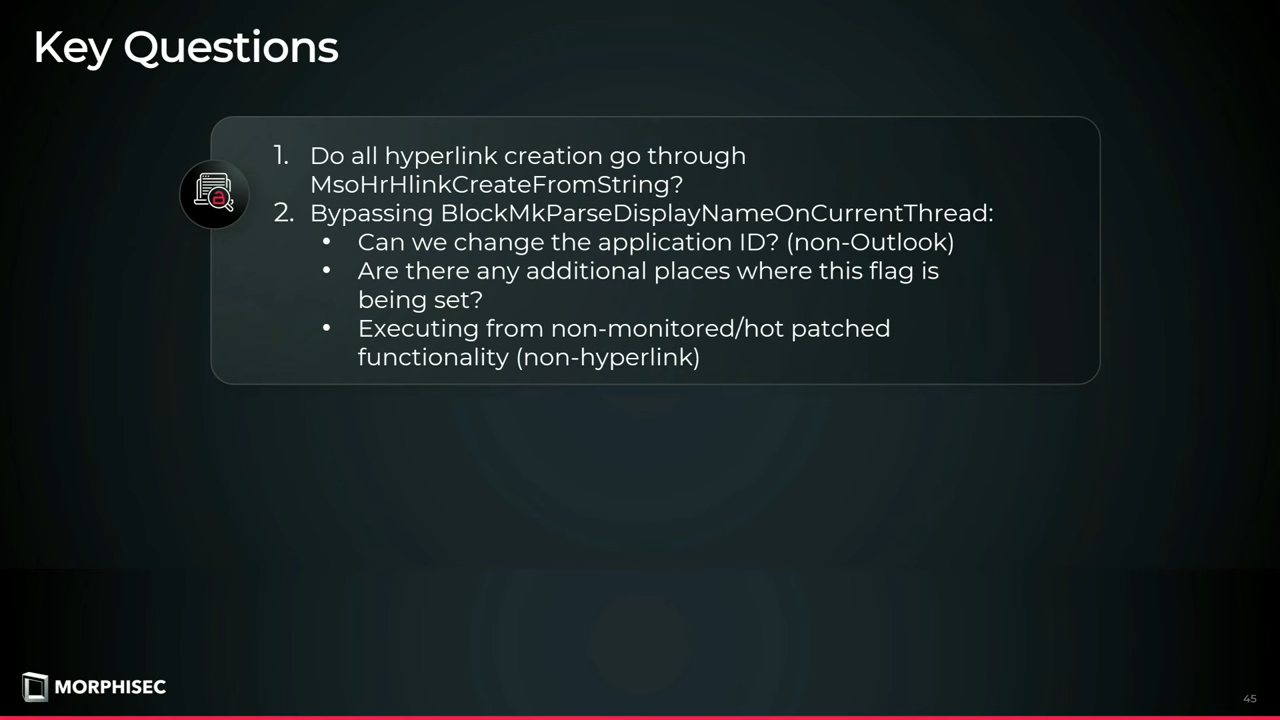 Key Questions
1. Do all hyperlink creation go through
MsoHrHlinkCreateFromString?
2. Bypassing BlockMkParseDisplayNameOnCurrentThread:
• Can we change the application ID? (non-Outlook)
• Are there any additional places where this flag is
being set?
• Executing from non-monitored/hot patched
functionality (non-hyperlink)
MORPHISEC
45